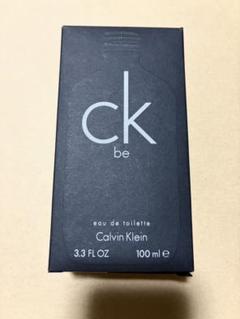 ck
be
eau de toilette
Calvin Klein
3.3 FL OZ 100 ml ℮